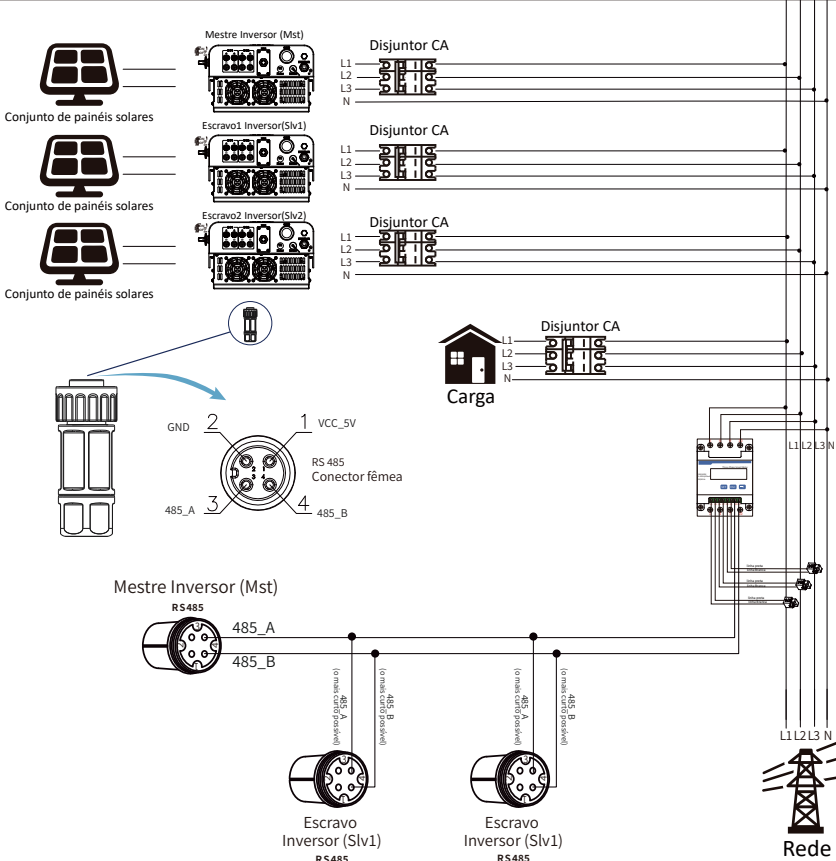 Mestre Inversor (Mst)
Disjuntor CA
L1
L2
L3
N
Conjunto de painéis solares
Escravo1 Inversor(Slv1)
Disjuntor CA
L1
L2
L3
N
Conjunto de painéis solares
Escravo2 Inversor(Slv2)
Disjuntor CA
L1
L2
L3
N
Conjunto de painéis solares
Disjuntor CA
L1
L2
L3
N
Carga
GND
2
1
VCC_5V
RS 485
Conector fêmea
2 1
3 4
485_A
3
4
485_B
L1 L2 L3 N
Mestre Inversor (Mst)
RS485
485_A
485_B
485_A
(o mais curto possível)
485_B
(o mais curto possível)
485_A
(o mais curto possível)
485_B
(o mais curto possível)
Escravo
Inversor (Slv1)
RS485
Escravo
Inversor (Slv1)
RS485
L1 L2 L3 N
Rede